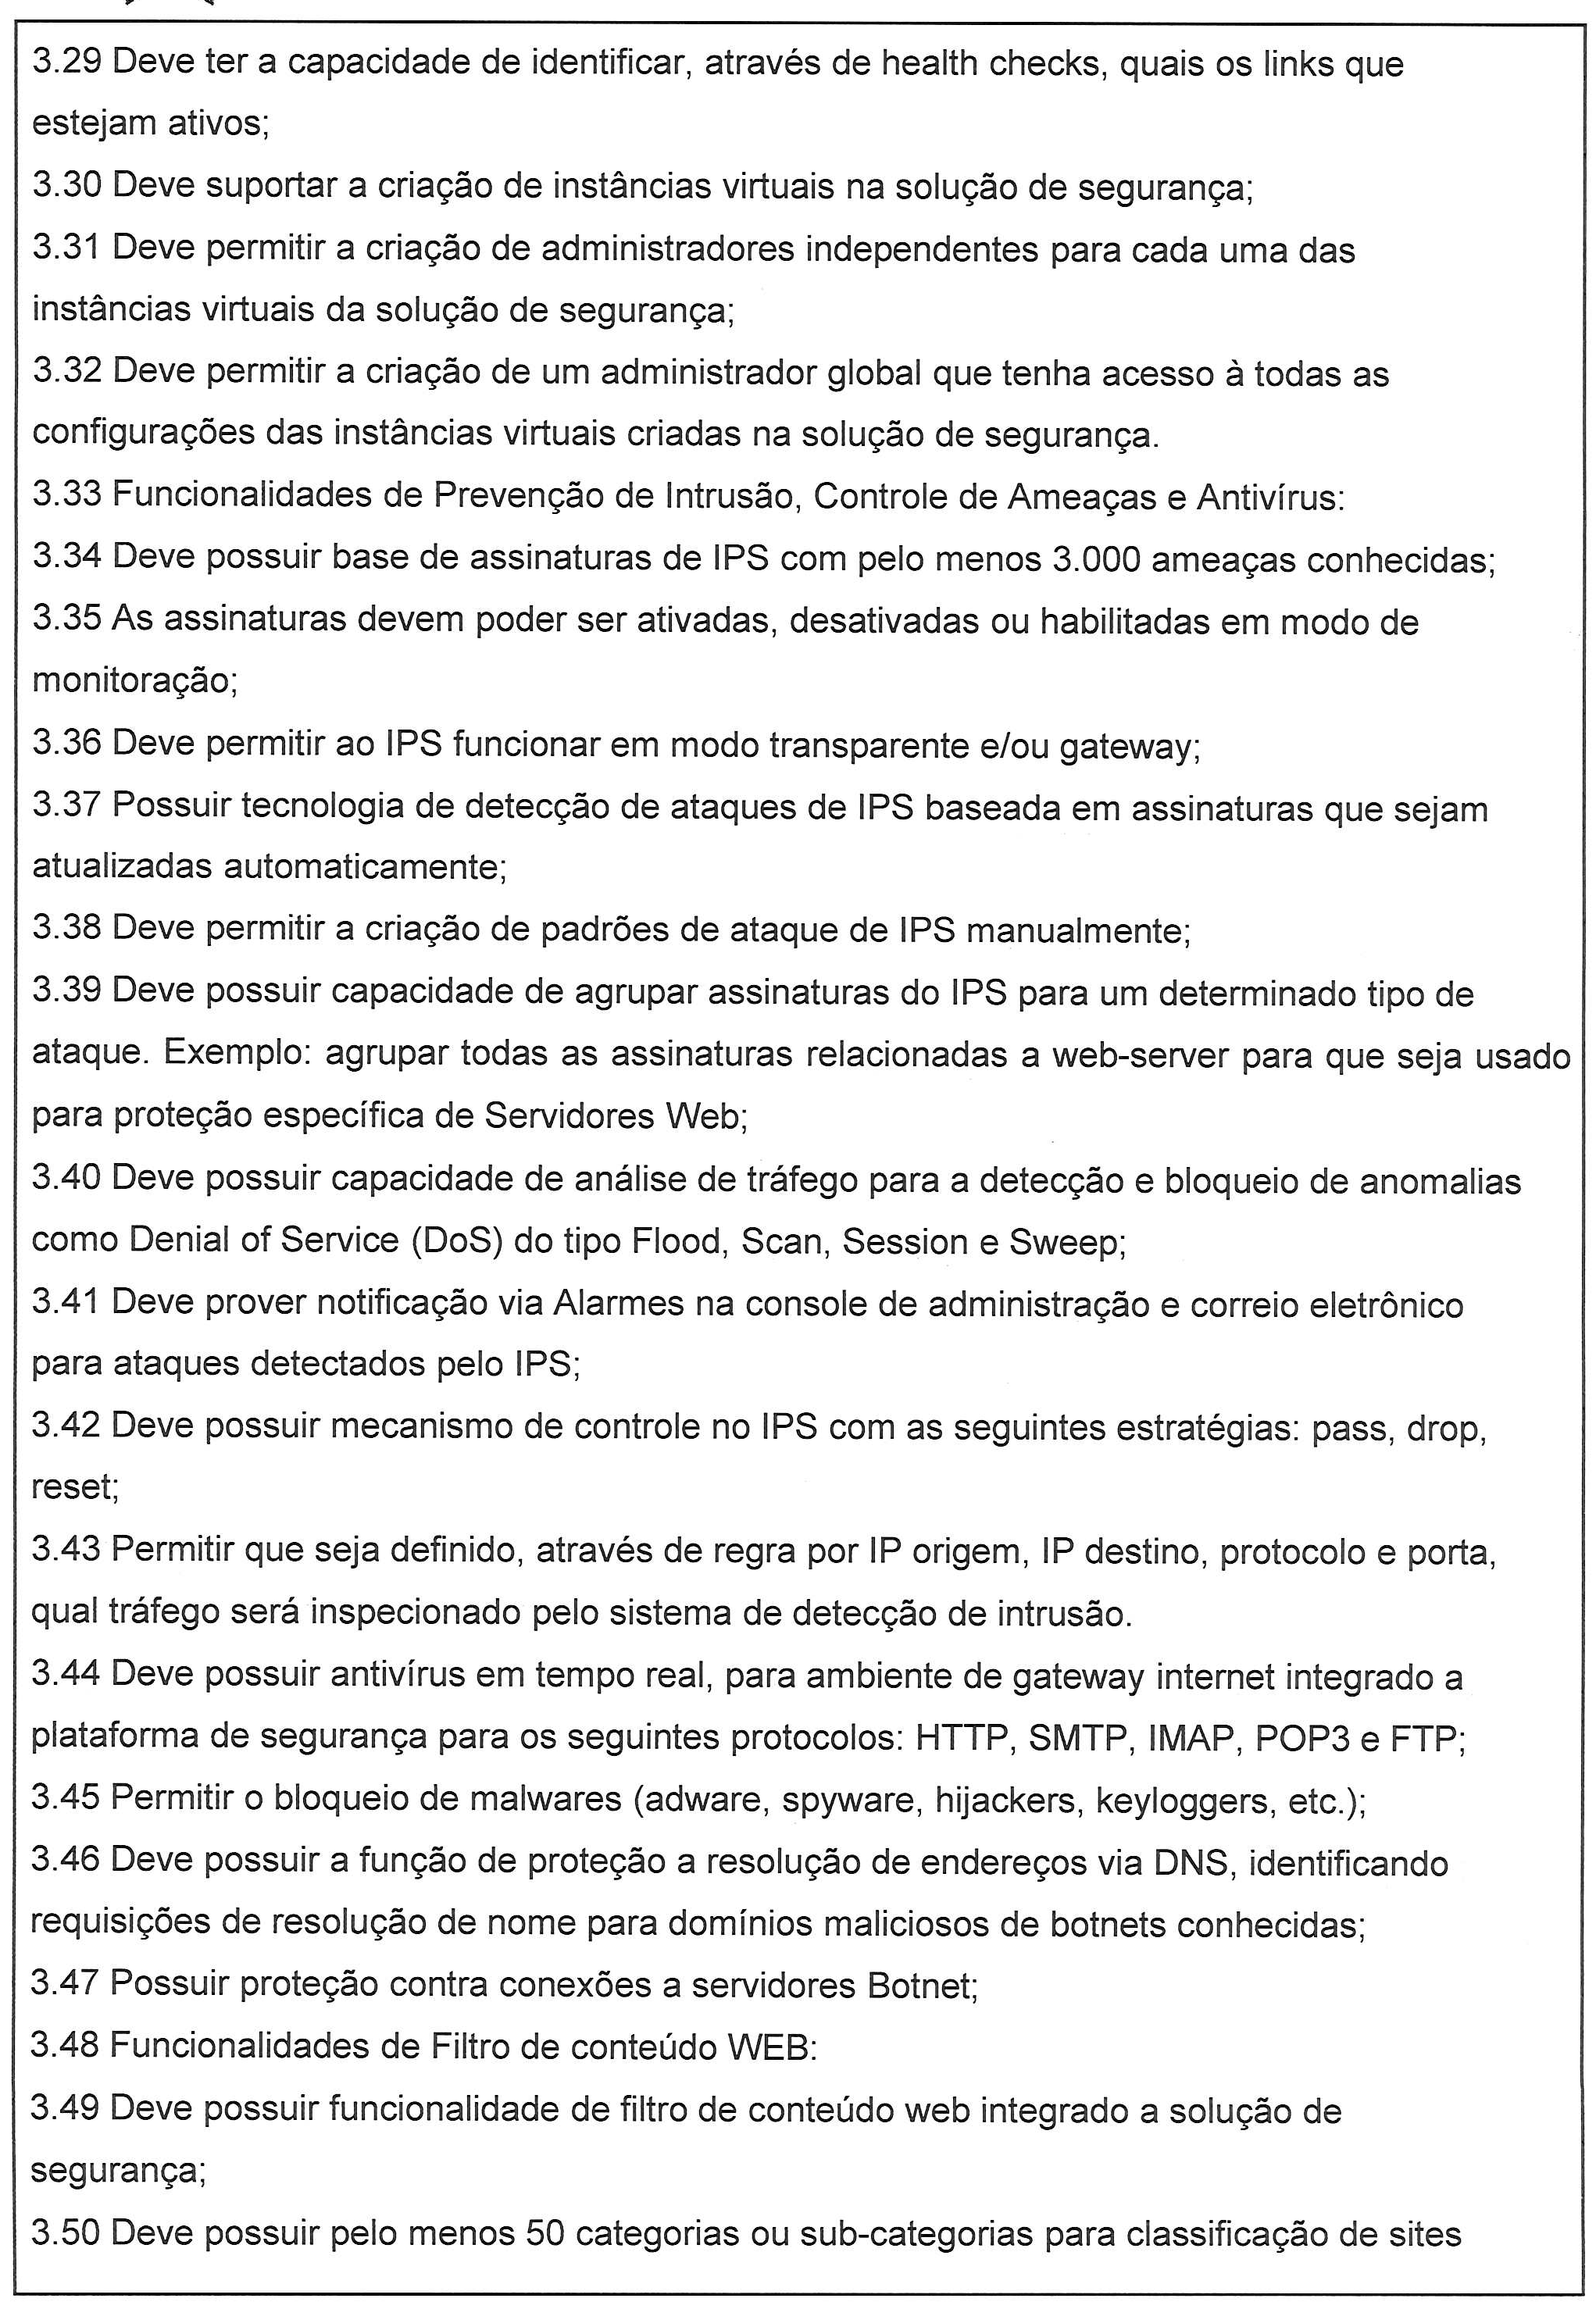 3.29 Deve ter a capacidade de identificar, através de health checks, quais os links que
estejam ativos;
3.30 Deve suportar a criação de instâncias virtuais na solução de segurança;
3.31 Deve permitir a criação de administradores independentes para cada uma das
instâncias virtuais da solução de segurança;
3.32 Deve permitir a criação de um administrador global que tenha acesso à todas as
configurações das instâncias virtuais criadas na solução de segurança.
3.33 Funcionalidades de Prevenção de Intrusão, Controle de Ameaças e Antivírus:
3.34 Deve possuir base de assinaturas de IPS com pelo menos 3.000 ameaças conhecidas;
3.35 As assinaturas devem poder ser ativadas, desativadas ou habilitadas em modo de
monitoração;
3.36 Deve permitir ao IPS funcionar em modo transparente e/ou gateway;
3.37 Possuir tecnologia de detecção de ataques de IPS baseada em assinaturas que sejam
atualizadas automaticamente;
3.38 Deve permitir a criação de padrões de ataque de IPS manualmente;
3.39 Deve possuir capacidade de agrupar assinaturas do IPS para um determinado tipo de
ataque. Exemplo: agrupar todas as assinaturas relacionadas a web-server para que seja usado
para proteção específica de Servidores Web;
3.40 Deve possuir capacidade de análise de tráfego para a detecção e bloqueio de anomalias
como Denial of Service (DoS) do tipo Flood, Scan, Session e Sweep;
3.41 Deve prover notificação via Alarmes na console de administração e correio eletrônico
para ataques detectados pelo IPS;
3.42 Deve possuir mecanismo de controle no IPS com as seguintes estratégias: pass, drop,
reset;
3.43 Permitir que seja definido, através de regra por IP origem, IP destino, protocolo e porta,
qual tráfego será inspecionado pelo sistema de detecção de intrusão.
3.44 Deve possuir antivírus em tempo real, para ambiente de gateway internet integrado a
plataforma de segurança para os seguintes protocolos: HTTP, SMTP, IMAP, POP3 e FTP;
3.45 Permitir o bloqueio de malwares (adware, spyware, hijackers, keyloggers, etc.);
3.46 Deve possuir a função de proteção a resolução de endereços via DNS, identificando
requisições de resolução de nome para domínios maliciosos de botnets conhecidas;
3.47 Possuir proteção contra conexões a servidores Botnet;
3.48 Funcionalidades de Filtro de conteúdo WEB:
3.49 Deve possuir funcionalidade de filtro de conteúdo web integrado a solução de
segurança;
3.50 Deve possuir pelo menos 50 categorias ou sub-categorias para classificação de sites